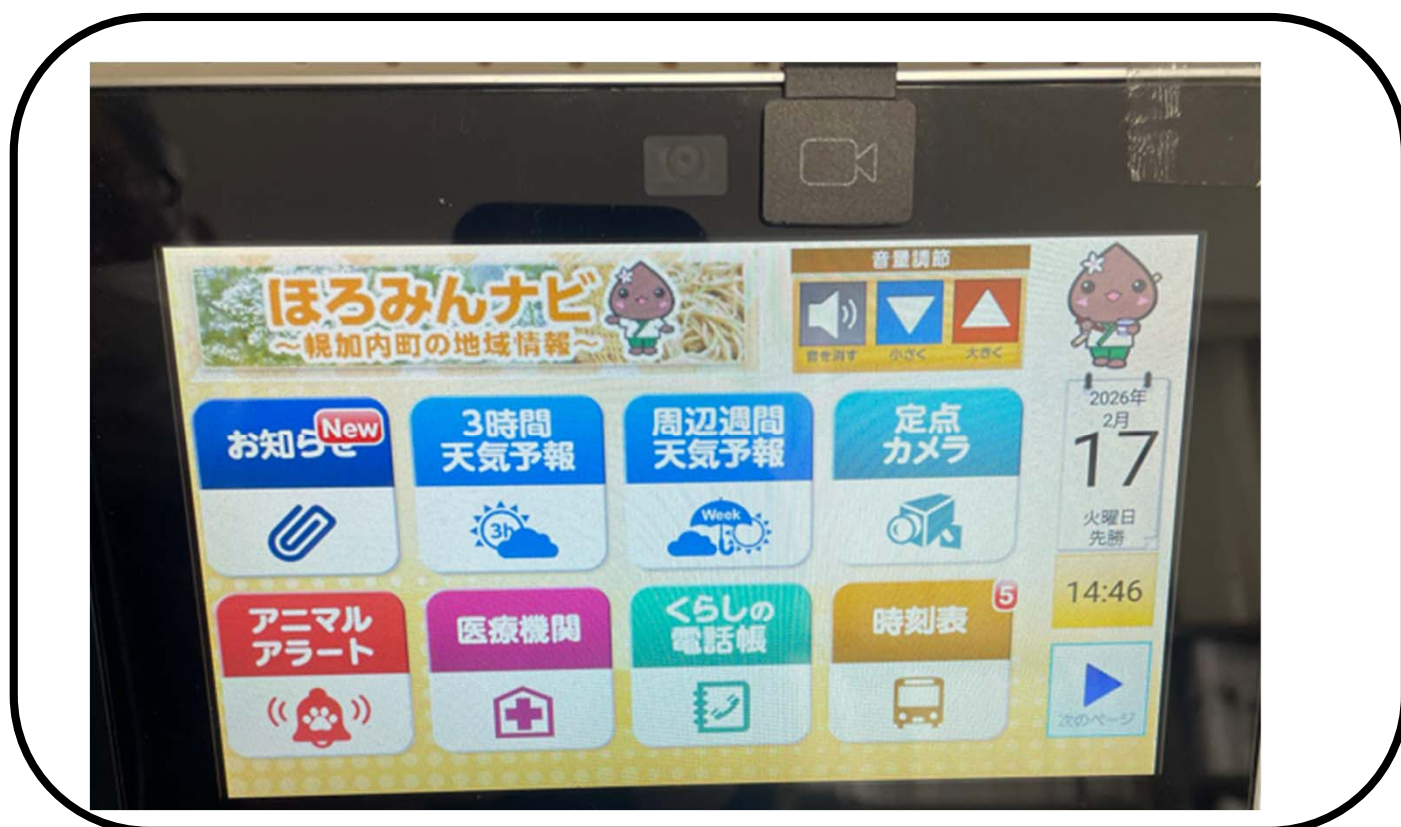 ほろみんナビ
～幌加内町の地域情報～
音量調節
音を消す
小さく
大きく
お知らせ
New
3時間
天気予報
3h
周辺週間
天気予報
Week
定点
カメラ
2026年
2月
17
火曜日
先勝
アニマル
アラート
医療機関
くらしの
電話帳
時刻表
5
14:46
次のページ